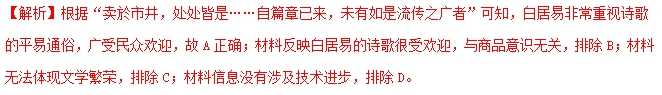 【解析】根据“卖於市井，处处皆是……自篇章已来，未有如是流传之广者”可知，白居易非常重视诗歌
的平易通俗，广受民众欢迎，故 A 正确；材料反映白居易的诗歌很受欢迎，与商品意识无关，排除 B；材料
无法体现文学繁荣，排除 C；材料信息没有涉及技术进步，排除 D。